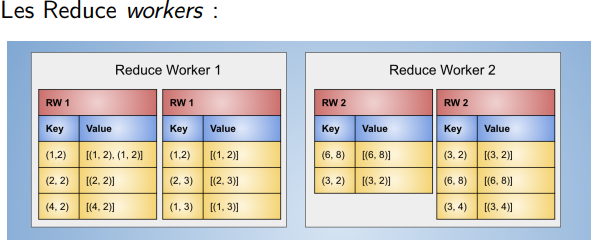 Les Reduce workers :
Reduce Worker 1
RW 1
Key Value
(1,2) [(1, 2), (1, 2)]
(2, 2) [(2, 2)]
(4, 2) [(4, 2)]
RW 1
Key Value
(1,2) [(1, 2)]
(2, 3) [(2, 3)]
(1, 3) [(1, 3)]
Reduce Worker 2
RW 2
Key Value
(6, 8) [(6, 8)]
(3, 2) [(3, 2)]
RW 2
Key Value
(3, 2) [(3, 2)]
(6, 8) [(6, 8)]
(3, 4) [(3, 4)]